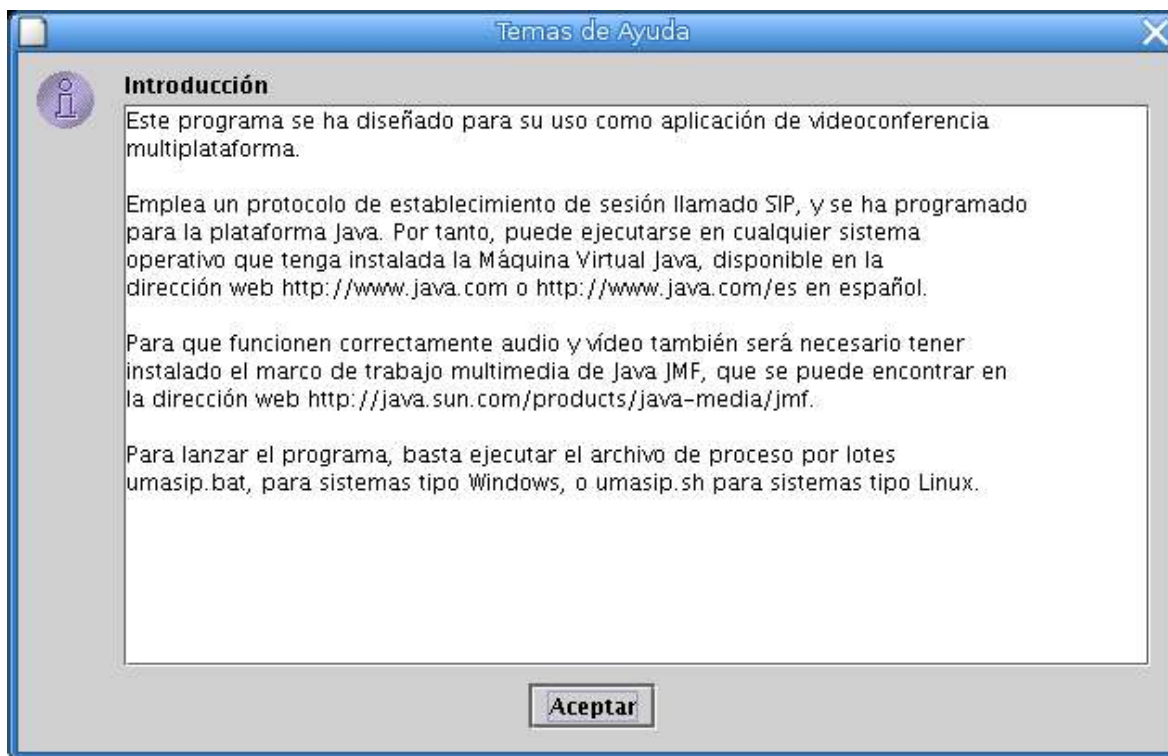 Temas de Ayuda
Introducción
Este programa se ha diseñado para su uso como aplicación de videoconferencia
multiplataforma.
Emplea un protocolo de establecimiento de sesión llamado SIP, y se ha programado
para la plataforma Java. Por tanto, puede ejecutarse en cualquier sistema
operativo que tenga instalada la Máquina Virtual Java, disponible en la
dirección web http://www.java.com o http://www.java.com/es en español.
Para que funcionen correctamente audio y vídeo también será necesario tener
instalado el marco de trabajo multimedia de Java JMF, que se puede encontrar en
la dirección web http://java.sun.com/products/java-media/jmf.
Para lanzar el programa, basta ejecutar el archivo de proceso por lotes
umasip.bat, para sistemas tipo Windows, o umasip.sh para sistemas tipo Linux.
Aceptar